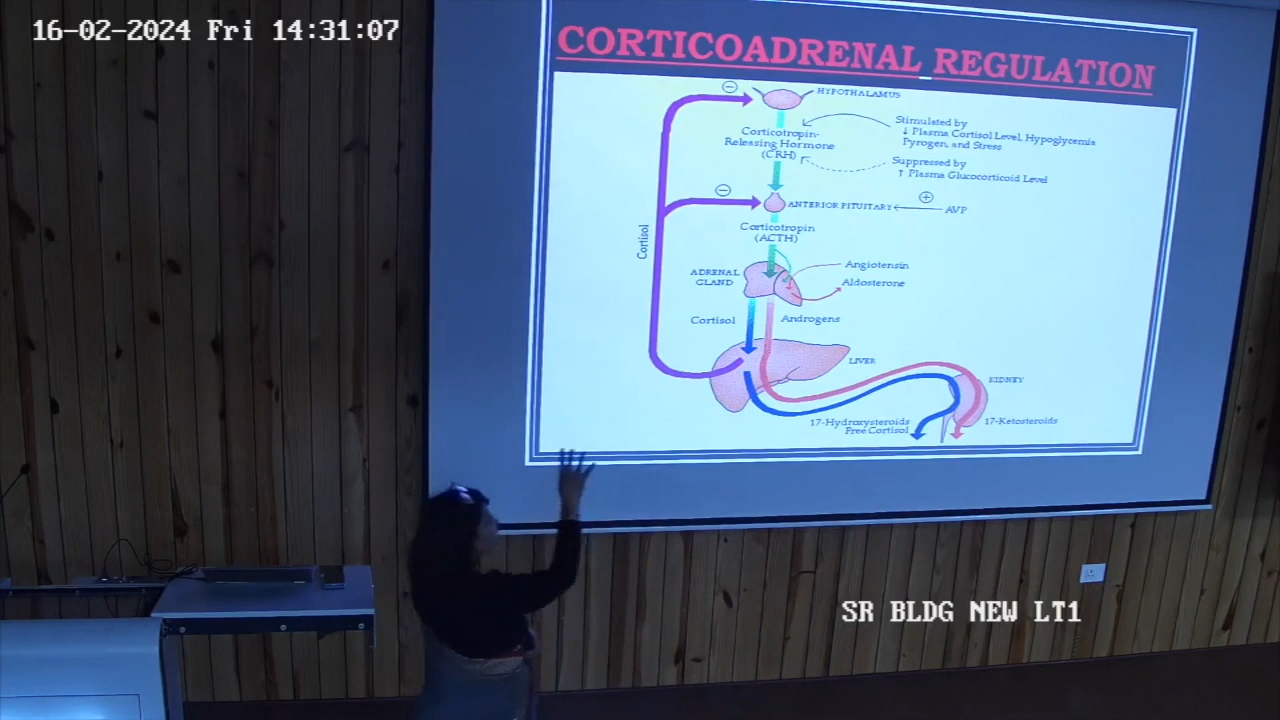 16-02-2024 Fri 14:31:07
CORTICOADRENAL REGULATION
HYPOTHALAMUS
Corticotropin-
Releasing Hormone
(CRH)
Stimulated by
↓ Plasma Cortisol Level, Hypoglycemia
Pyrogen, and Stress
Suppressed by
↑ Plasma Glucocorticoid Level
ANTERIOR PITUITARY
AVP
Corticotropin
(ACTH)
Cortisol
ADRENAL
GLAND
Angiotensin
Aldosterone
Cortisol
Androgens
LIVER
KIDNEY
17-Hydroxysteroids
Free Cortisol
17-Ketosteroids
SR BLDG NEW LT1